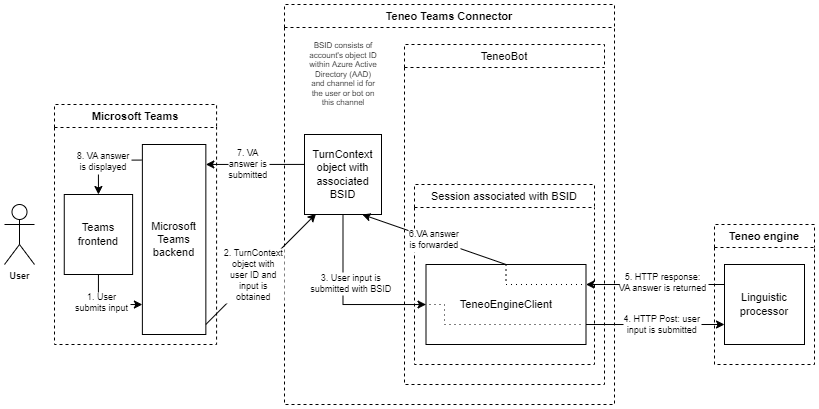 Teneo Teams Connector
BSID consists of
account's object ID
within Azure Active
Directory (AAD)
and channel id for
the user or bot on
this channel
TeneoBot
Microsoft Teams
8. VA answer
is displayed
7. VA
answer is
submitted
TurnContext
object with
associated
BSID
Session associated with BSID
Teams
frontend
Microsoft
Teams
backend
6.VA answer
is forwarded
Teneo engine
User
2. TurnContext
object with
user ID and
input is
obtained
3. User input is
submitted with BSID
5. HTTP response:
VA answer is returned
1. User
submits input
TeneoEngineClient
Linguistic
processor
4. HTTP Post: user
input is submitted